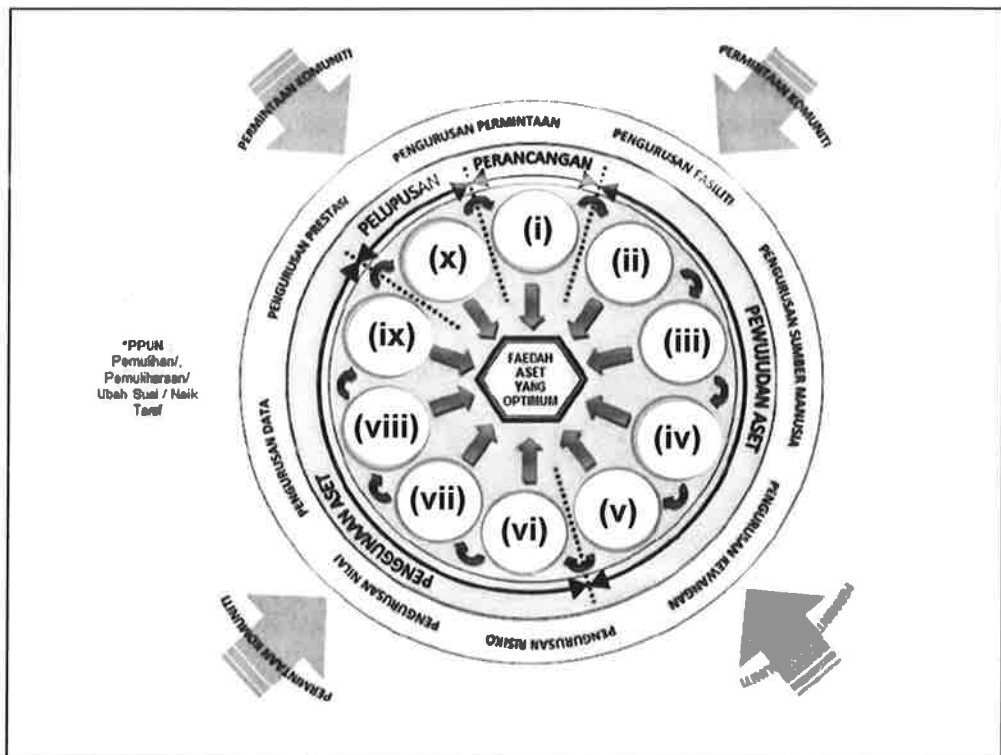 PERMINTAAN KOMUNITI
PERMINTAAN KOMUNITI
PENGURUSAN PERMINTAAN
PENGURUSAN FASILITI
PENGURUSAN SUMBER MANUSIA
PENGURUSAN KEWANGAN
PENGURUSAN RISIKO
PENGURUSAN NILAI
PENGURUSAN DATA
PENGURUSAN PRESTASI
PERANCANGAN
PEWUJUDAN ASET
PENGGUNAAN ASET
PELUPUSAN
(i)
(ii)
(iii)
(iv)
(v)
(vi)
(vii)
(viii)
(ix)
(x)
FAEDAH
ASET
YANG
OPTIMUM
*PPUN
Pemulihan/,
Pemuliharsan/
Ubah Suai / Naik
Taraf
PERMINTAAN KOMUNITI